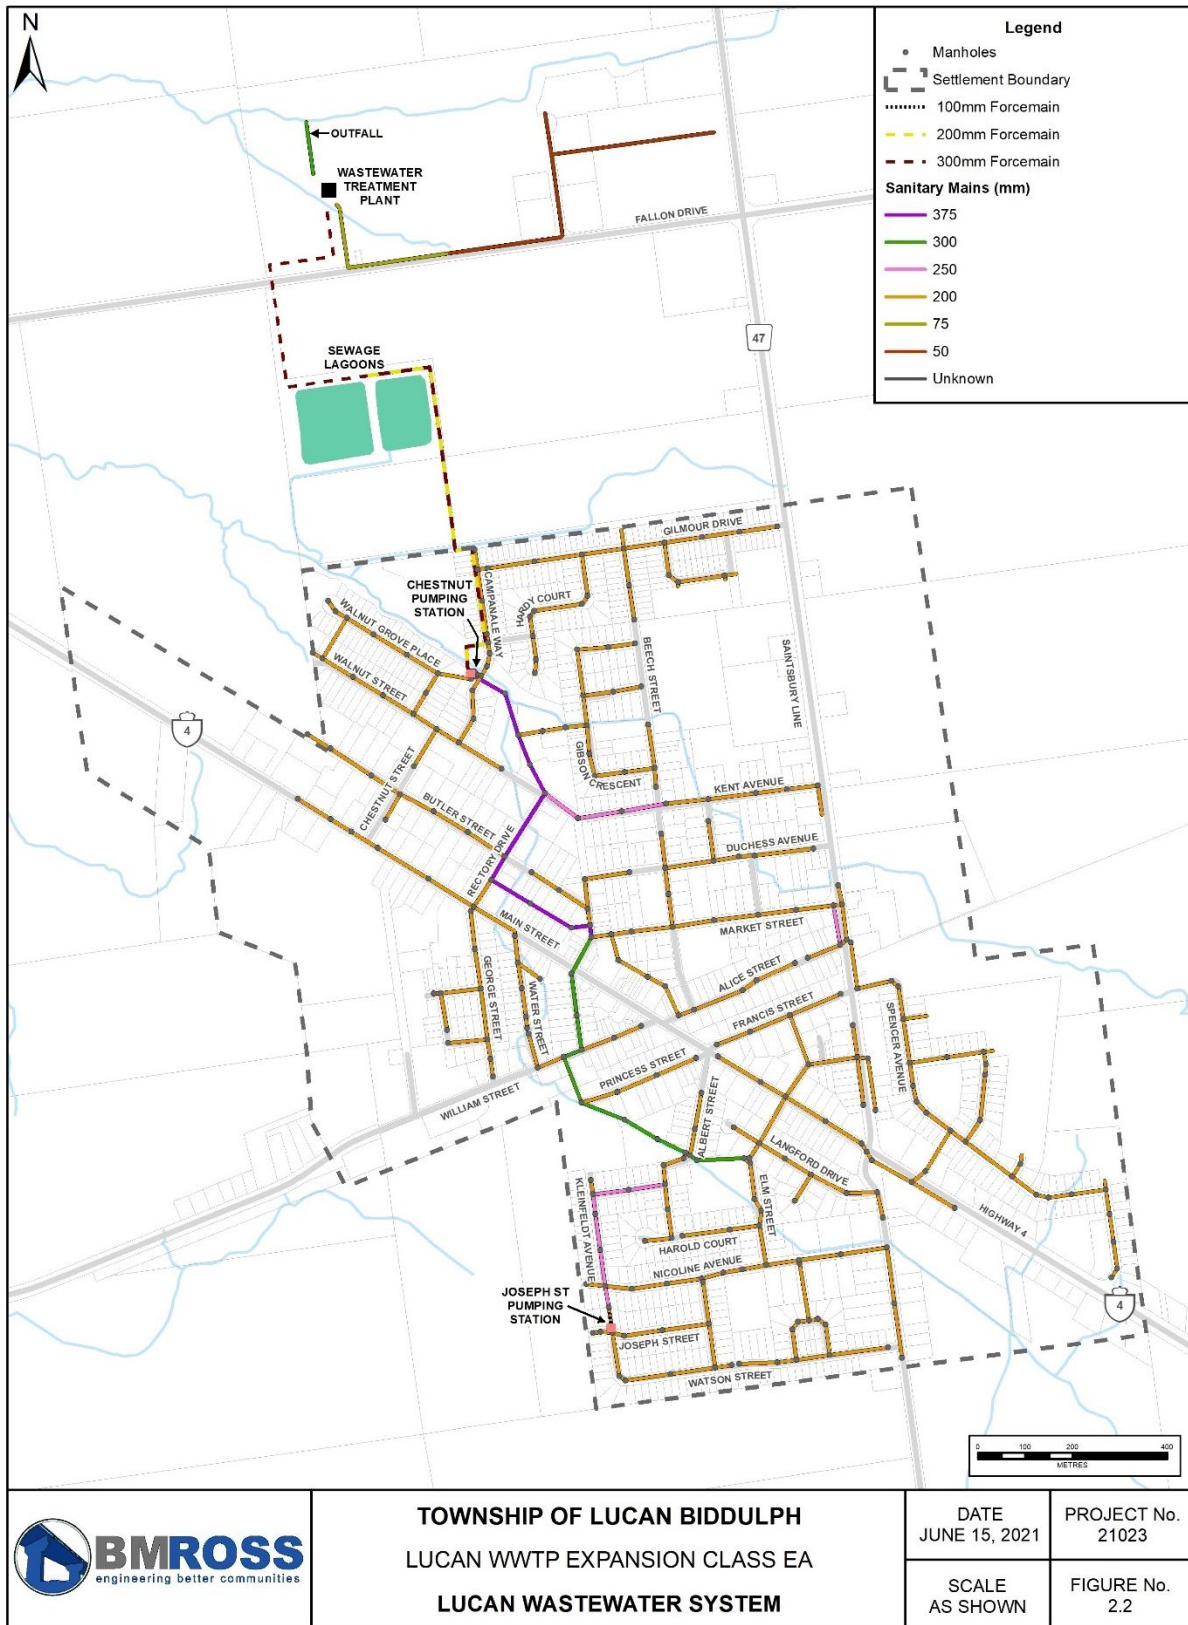 N
Legend
Manholes
Settlement Boundary
100mm Forcemain
200mm Forcemain
300mm Forcemain
Sanitary Mains (mm)
375
300
250
200
75
50
Unknown
OUTFALL
WASTEWATER
TREATMENT
PLANT
FALLON DRIVE
47
SEWAGE
LAGOONS
GILMOUR DRIVE
CHESTNUT
PUMPING
STATION
CAMPANALE WAY
HARDY COURT
WALNUT GROVE PLACE
WALNUT STREET
BEECH STREET
SAINTSBURY LINE
4
GIBSON CRESCENT
CHESTNUT STREET
KENT AVENUE
BUTLER STREET
RECTORY DRIVE
DUCHESS AVENUE
MAIN STREET
MARKET STREET
GEORGE STREET
WATER STREET
ALICE STREET
FRANCIS STREET
SPENCER AVENUE
PRINCESS STREET
WILLIAM STREET
ALBERT STREET
LANGFORD DRIVE
KLEINFELDT AVENUE
ELM STREET
HIGHWAY 4
HAROLD COURT
NICOLINE AVENUE
JOSEPH ST
PUMPING
STATION
4
JOSEPH STREET
WATSON STREET
0 100 200 400
METRES
BMROSS
engineering better communities
TOWNSHIP OF LUCAN BIDDULPH
LUCAN WWTP EXPANSION CLASS EA
LUCAN WASTEWATER SYSTEM
DATE
JUNE 15, 2021
PROJECT No.
21023
SCALE
AS SHOWN
FIGURE No.
2.2